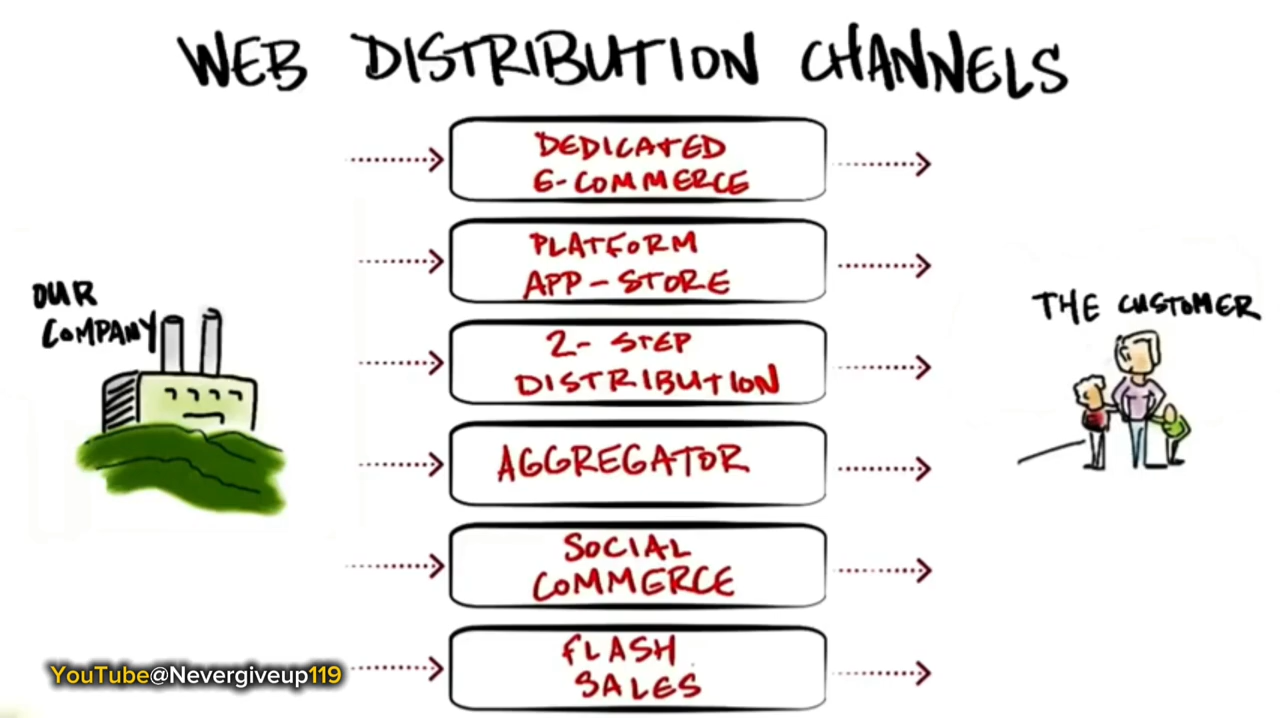 WEB DISTRIBUTION CHANNELS
DEDICATED
E-COMMERCE
PLATFORM
APP-STORE
OUR
COMPANY
THE CUSTOMER
2-STEP
DISTRIBUTION
AGGREGATOR
SOCIAL
COMMERCE
FLASH
SALES
YouTube@Nevergiveup119